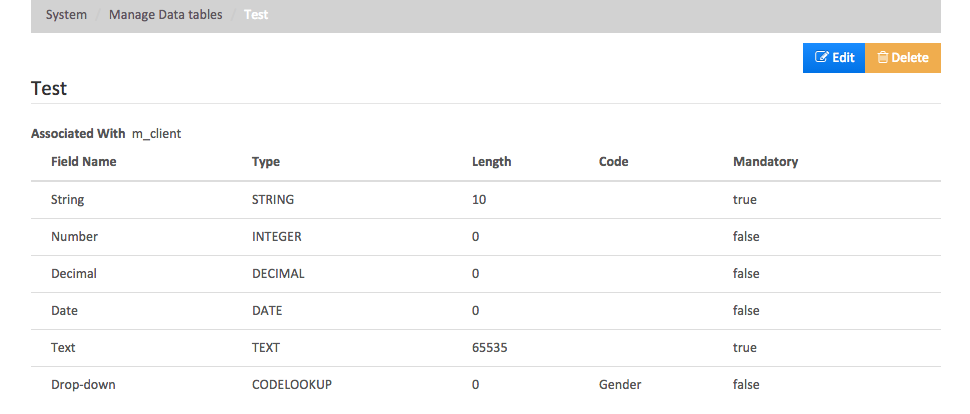 System / Manage Data tables / Test
Edit Delete
Test
Associated With m_client
Field Name Type Length Code Mandatory
String STRING 10 true
Number INTEGER 0 false
Decimal DECIMAL 0 false
Date DATE 0 false
Text TEXT 65535 true
Drop-down CODELOOKUP 0 Gender false